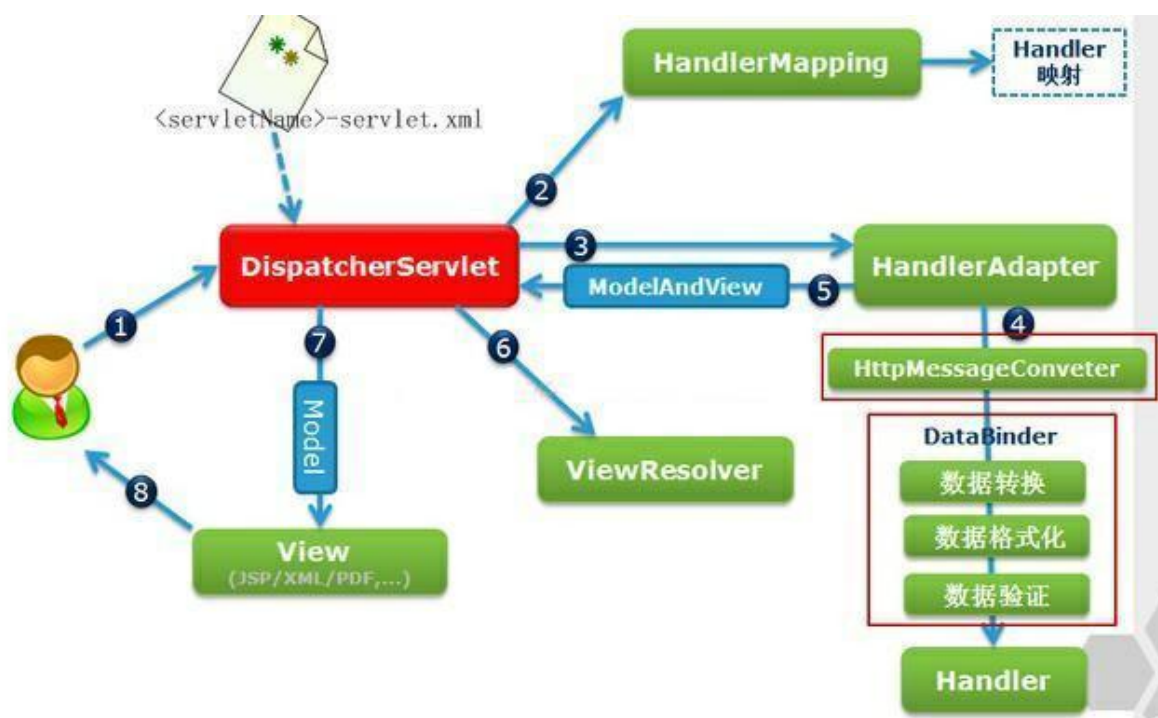 HandlerMapping
Handler
映射
<servletName>-servlet.xml
2
DispatcherServlet
3
HandlerAdapter
ModelAndView
5
1
7
6
4
HttpMessageConveter
Model
DataBinder
ViewResolver
数据转换
8
数据格式化
View
(JSP/XML/PDF,...)
数据验证
Handler